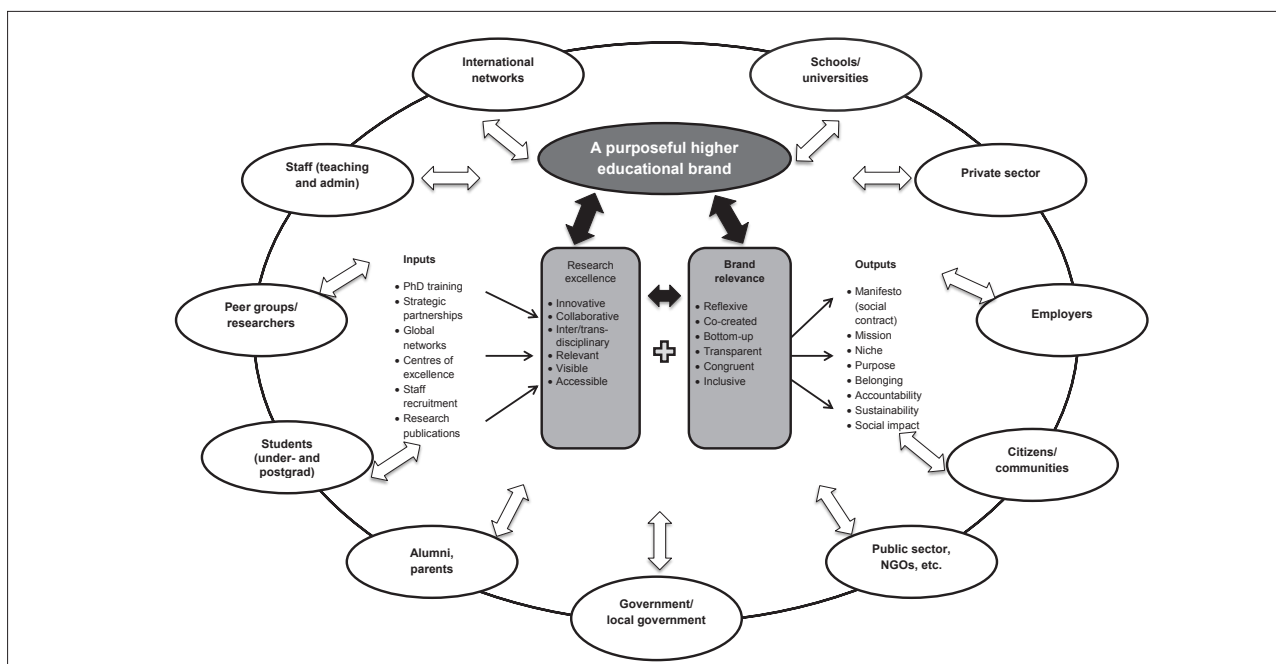 International
networks
Schools/
universities
A purposeful higher
educational brand
Staff (teaching
and admin)
Private sector
Inputs
• PhD training
• Strategic
partnerships
• Global
networks
• Centres of
excellence
• Staff
recruitment
• Research
publications
Research
excellence
• Innovative
• Collaborative
• Inter/trans-
disciplinary
• Relevant
• Visible
• Accessible
Brand
relevance
• Reflexive
• Co-created
• Bottom-up
• Transparent
• Congruent
• Inclusive
Outputs
• Manifesto
(social
contract)
• Mission
• Niche
• Purpose
• Belonging
• Accountability
• Sustainability
• Social impact
Peer groups/
researchers
Employers
Students
(under- and
postgrad)
Citizens/
communities
Alumni,
parents
Public sector,
NGOs, etc.
Government/
local government